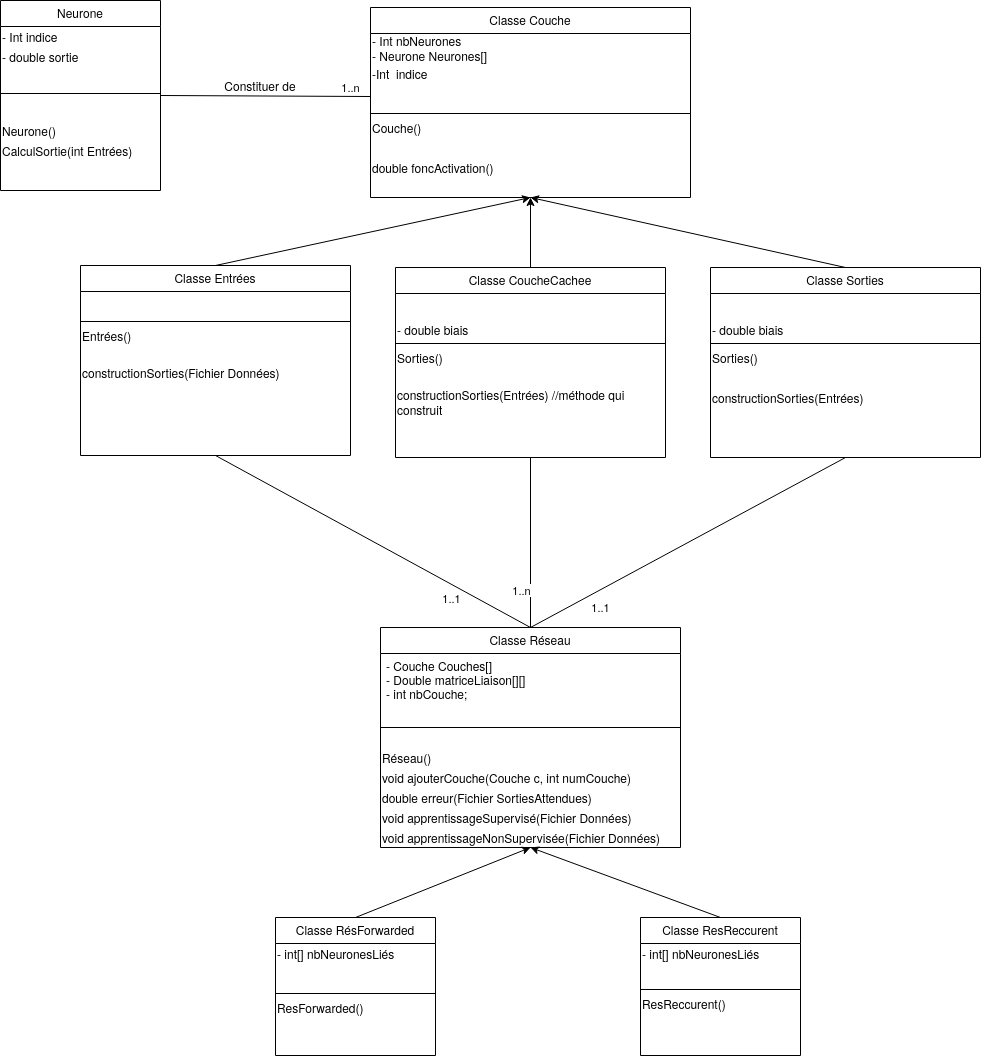 Neurone
- Int indice
- double sortie
Neurone()
CalculSortie(int Entrées)
Constituer de
1..n
Classe Couche
- Int nbNeurones
- Neurone Neurones[]
-Int  indice
Couche()
double foncActivation()
Classe Entrées
Entrées()
constructionSorties(Fichier Données)
Classe CoucheCachee
- double biais
Sorties()
constructionSorties(Entrées) //méthode qui
construit
Classe Sorties
- double biais
Sorties()
constructionSorties(Entrées)
1..1
1..n
1..1
Classe Réseau
- Couche Couches[]
- Double matriceLiaison[][]
- int nbCouche;
Réseau()
void ajouterCouche(Couche c, int numCouche)
double erreur(Fichier SortiesAttendues)
void apprentissageSupervisé(Fichier Données)
void apprentissageNonSupervisée(Fichier Données)
Classe RésForwarded
- int[] nbNeuronesLiés
ResForwarded()
Classe ResReccurent
- int[] nbNeuronesLiés
ResReccurent()